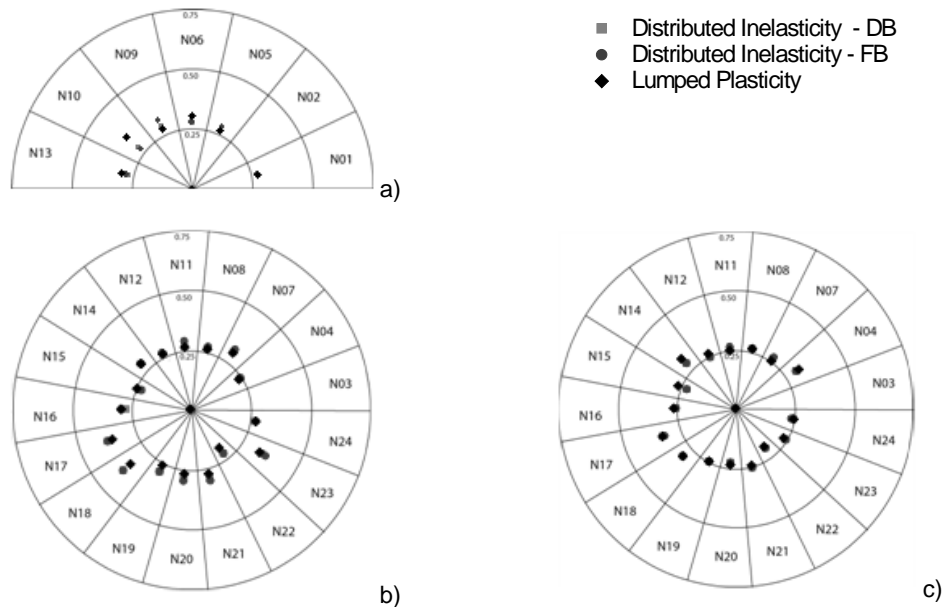 0.75
N06
N09
N05
0.50
N10
N02
0.25
N13
N01
a)
Distributed Inelasticity - DB
Distributed Inelasticity - FB
Lumped Plasticity
0.75
N11
N12
N08
N14
N07
0.50
N15
N04
0.25
N03
N16
N24
N17
N23
N18
N22
N19
N21
N20
b)
0.75
N11
N12
N08
N14
N07
0.50
N15
N04
0.25
N03
N16
N24
N17
N23
N18
N22
N19
N21
N20
c)